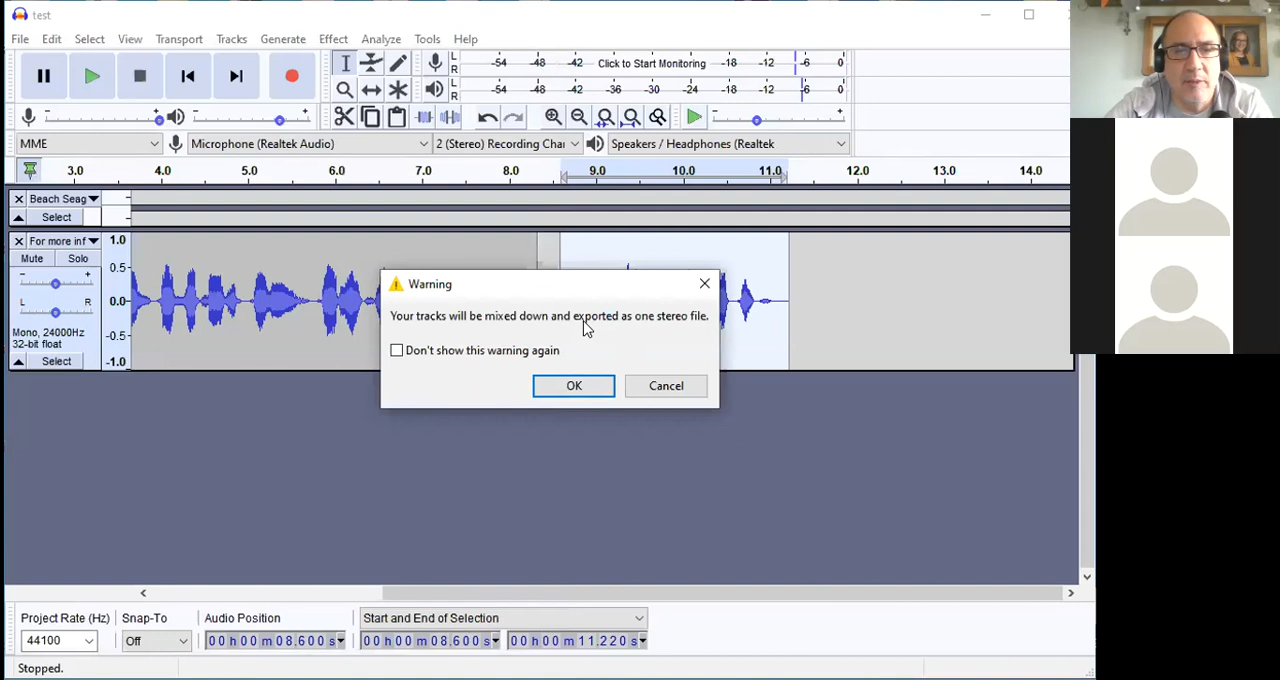 test
File Edit Select View Transport Tracks Generate Effect Analyze Tools Help
L R -54 -48 -42 Click to Start Monitoring -18 -12 -6 0
L R -54 -48 -42 -36 -30 -24 -18 -12 -6 0
- + - +
MME Microphone (Realtek Audio) 2 (Stereo) Recording Chai Speakers / Headphones (Realtek
3.0 4.0 5.0 6.0 7.0 8.0 9.0 10.0 11.0 12.0 13.0 14.0
Beach Seag
Select
For more inf 1.0
Mute Solo
- + 0.5
L R 0.0
Mono, 24000Hz
32-bit float
-0.5
Select -1.0
Warning
Your tracks will be mixed down and exported as one stereo file.
Don't show this warning again
OK Cancel
Project Rate (Hz) Snap-To Audio Position Start and End of Selection
44100 Off 00 h 00 m 08.600 s 00 h 00 m 08.600 s 00 h 00 m 11.220 s
Stopped.